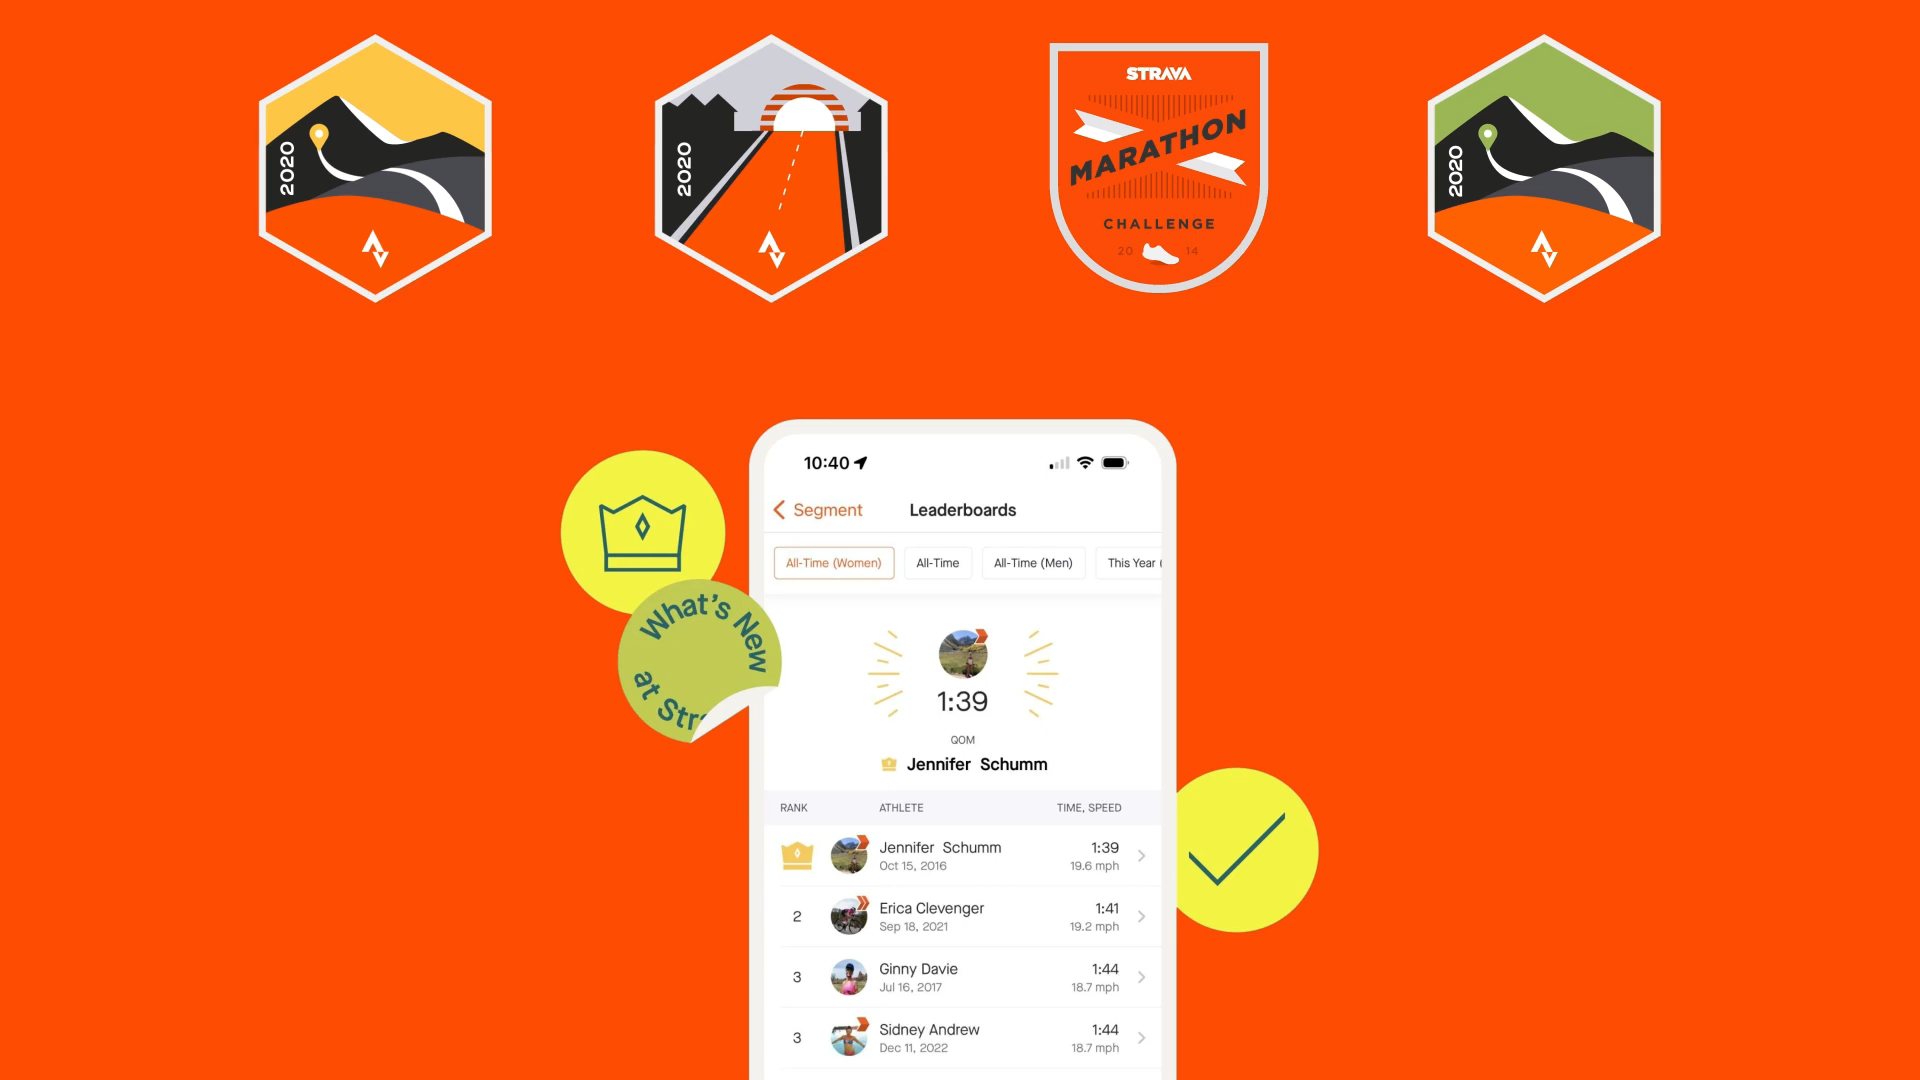 2020
2020
STRAVA
MARATHON
CHALLENGE
20 14
2020
What's New
at Stra
10:40
Segment
Leaderboards
All-Time (Women)
All-Time
All-Time (Men)
This Year (
1:39
QOM
Jennifer Schumm
RANK ATHLETE TIME, SPEED
Jennifer Schumm 1:39
Oct 15, 2016 19.6 mph
2 Erica Clevenger 1:41
Sep 18, 2021 19.2 mph
3 Ginny Davie 1:44
Jul 16, 2017 18.7 mph
3 Sidney Andrew 1:44
Dec 11, 2022 18.7 mph